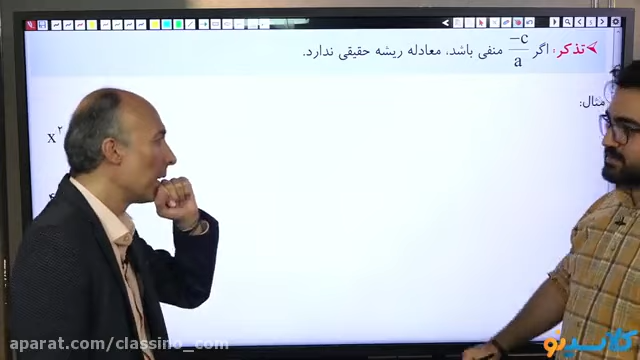 تذکر: اگر -c/a منفی باشد، معادله ریشه حقیقی ندارد.
مثال:
x²
aparat.com/classino_com
کلاسینو